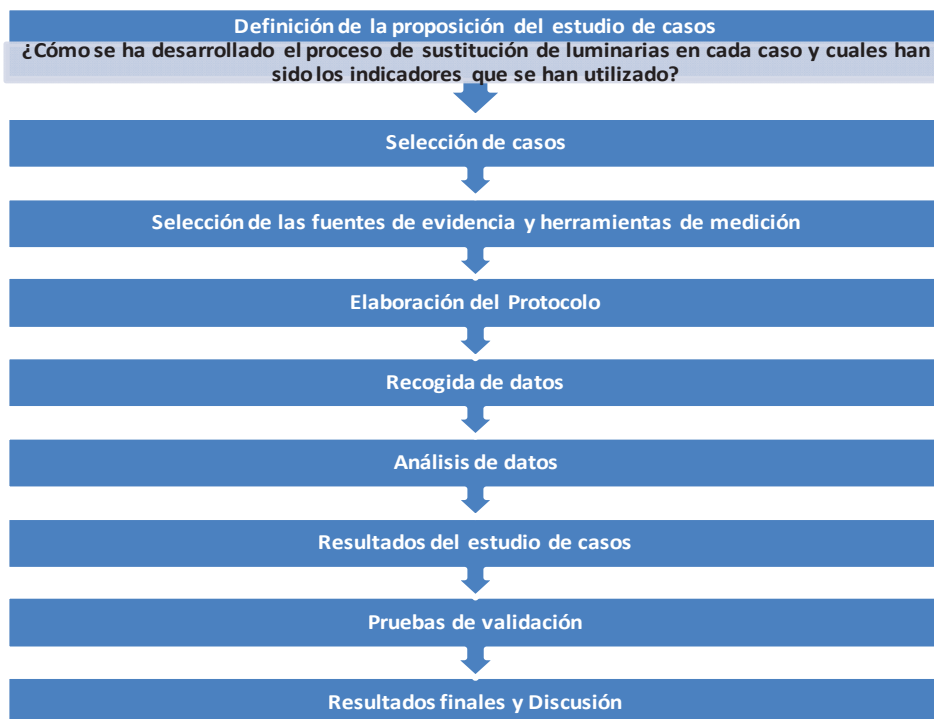 Definición de la proposición del estudio de casos
¿Cómo se ha desarrollado el proceso de sustitución de luminarias en cada caso y cuales han
sido los indicadores que se han utilizado?
Selección de casos
Selección de las fuentes de evidencia y herramientas de medición
Elaboración del Protocolo
Recogida de datos
Análisis de datos
Resultados del estudio de casos
Pruebas de validación
Resultados finales y Discusión